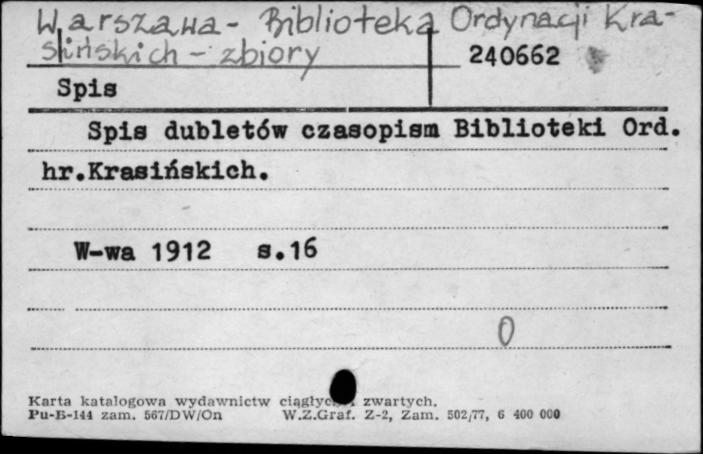 Warszawa - Biblioteka Ordynacji Kra-
sińskich - zbiory
240662
Spis
Spis dubletów czasopism Biblioteki Ord.
hr.Krasińskich.
W-wa 1912 s.16
0
Karta katalogowa wydawnictw zwartych.
Pu-B-144 zam. 567/DW/On W.Z.Graf. Z-2, Zam. 502/77, 6 400 000